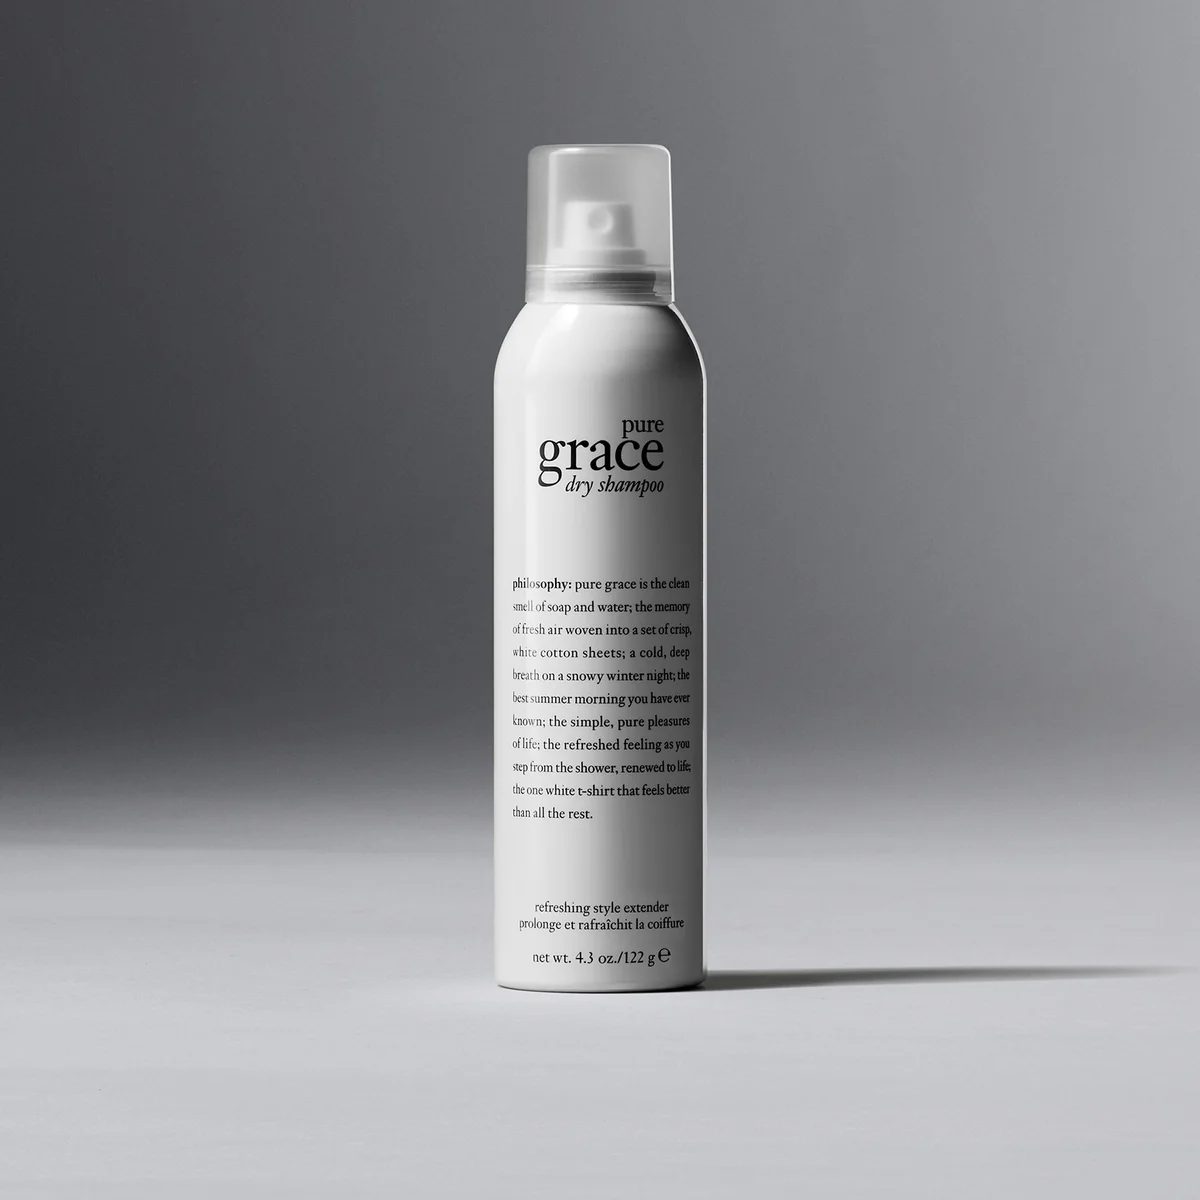 pure
grace
dry shampoo
philosophy: pure grace is the clean
smell of soap and water; the memory
of fresh air woven into a set of crisp,
white cotton sheets; a cold, deep
breath on a snowy winter night; the
best summer morning you have ever
known; the simple, pure pleasures
of life; the refreshed feeling as you
step from the shower, renewed to life;
the one white t-shirt that feels better
than all the rest.
refreshing style extender
prolonge et rafraîchit la coiffure
net wt. 4.3 oz./122 g ℮